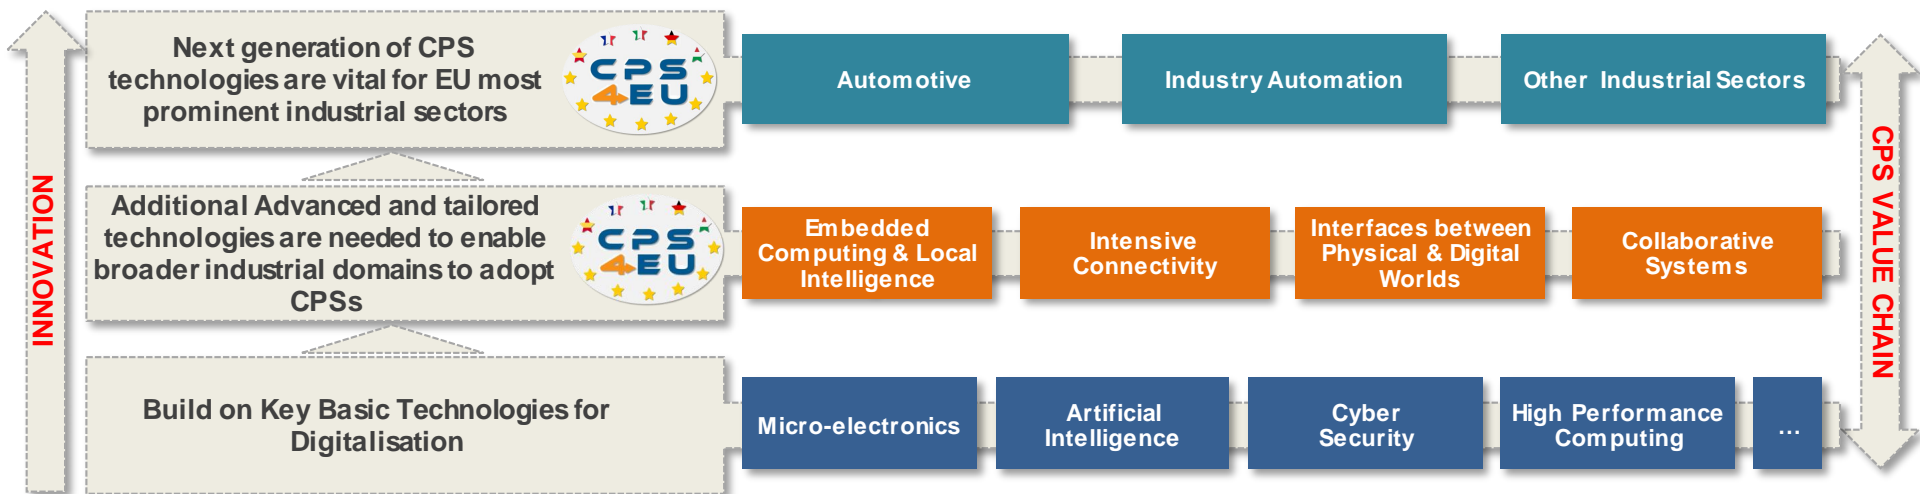 INNOVATION
Next generation of CPS
technologies are vital for EU most
prominent industrial sectors
CPS
4EU
Automotive
Industry Automation
Other Industrial Sectors
Additional Advanced and tailored
technologies are needed to enable
broader industrial domains to adopt
CPSs
CPS
4EU
Embedded
Computing & Local
Intelligence
Intensive
Connectivity
Interfaces between
Physical & Digital
Worlds
Collaborative
Systems
Build on Key Basic Technologies for
Digitalisation
Micro-electronics
Artificial
Intelligence
Cyber
Security
High Performance
Computing
...
CPS VALUE CHAIN